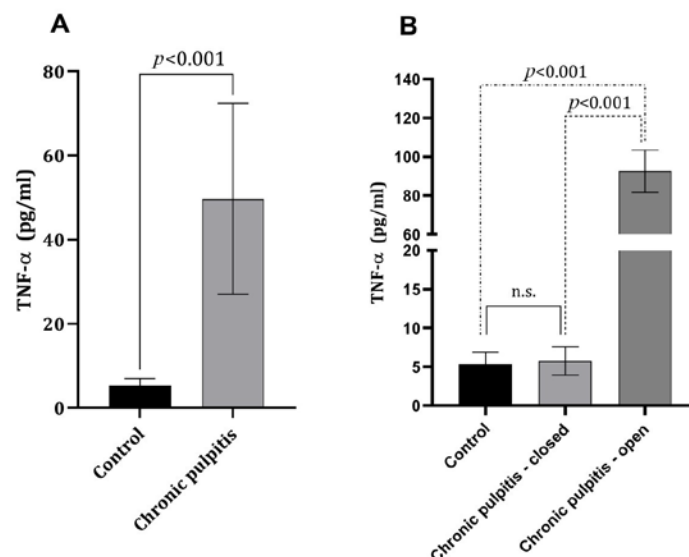 A
p<0.001
TNF-α (pg/ml)
80
60
40
20
0
Control
Chronic pulpitis
B
p<0.001
p<0.001
n.s.
TNF-α (pg/ml)
140
120
100
80
60
20
15
10
5
0
Control
Chronic pulpitis - closed
Chronic pulpitis - open